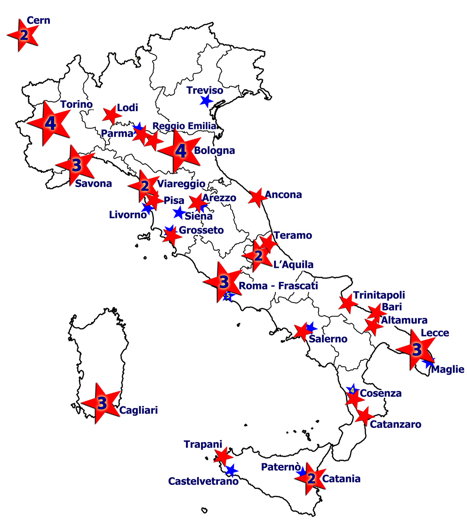 Cern
2
Treviso
Torino
4
Lodi
Parma
Reggio Emilia
4
Bologna
3
Savona
2
Viareggio
Pisa
Arezzo
Ancona
Livorno
Siena
Grosseto
Teramo
2
L'Aquila
3
Roma - Frascati
Trinitapoli
Bari
Altamura
Salerno
Lecce
3
Maglie
Cosenza
3
Cagliari
Catanzaro
Trapani
Castelvetrano
Paternò
2
Catania